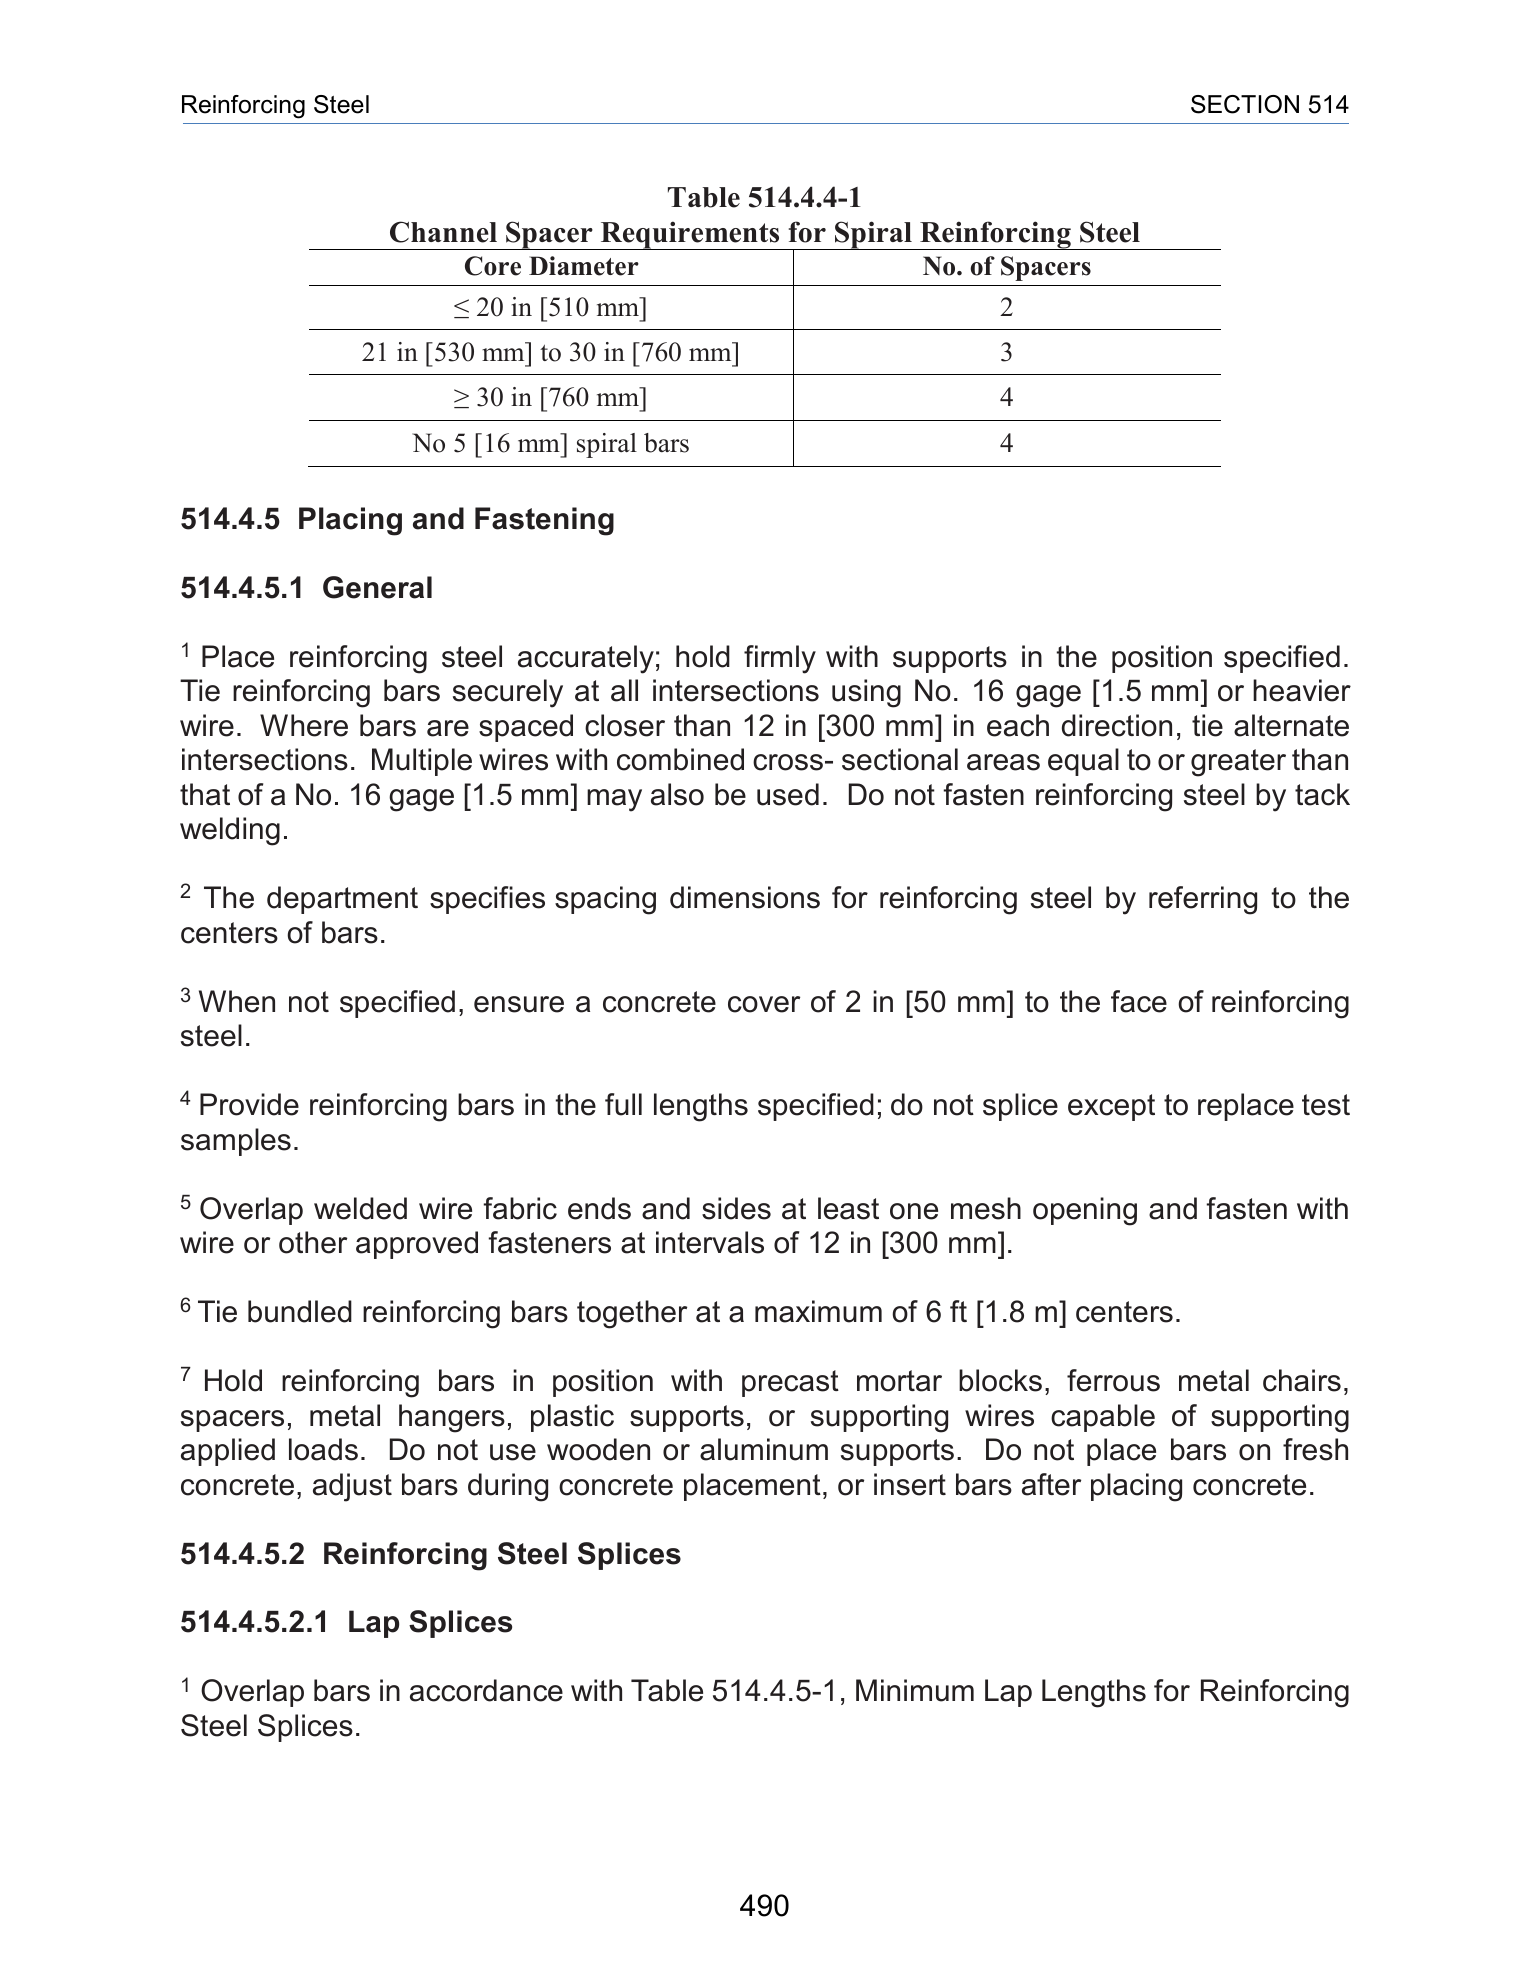 Reinforcing Steel SECTION 514
Table 514.4.4-1
Channel Spacer Requirements for Spiral Reinforcing Steel
Core Diameter No. of Spacers
≤ 20 in [510 mm] 2
21 in [530 mm] to 30 in [760 mm] 3
≥ 30 in [760 mm] 4
No 5 [16 mm] spiral bars 4
514.4.5 Placing and Fastening
514.4.5.1 General
1 Place reinforcing steel accurately; hold firmly with supports in the position specified.
Tie reinforcing bars securely at all intersections using No. 16 gage [1.5 mm] or heavier
wire. Where bars are spaced closer than 12 in [300 mm] in each direction, tie alternate
intersections. Multiple wires with combined cross- sectional areas equal to or greater than
that of a No. 16 gage [1.5 mm] may also be used. Do not fasten reinforcing steel by tack
welding.
2 The department specifies spacing dimensions for reinforcing steel by referring to the
centers of bars.
3 When not specified, ensure a concrete cover of 2 in [50 mm] to the face of reinforcing
steel.
4 Provide reinforcing bars in the full lengths specified; do not splice except to replace test
samples.
5 Overlap welded wire fabric ends and sides at least one mesh opening and fasten with
wire or other approved fasteners at intervals of 12 in [300 mm].
6 Tie bundled reinforcing bars together at a maximum of 6 ft [1.8 m] centers.
7 Hold reinforcing bars in position with precast mortar blocks, ferrous metal chairs,
spacers, metal hangers, plastic supports, or supporting wires capable of supporting
applied loads. Do not use wooden or aluminum supports. Do not place bars on fresh
concrete, adjust bars during concrete placement, or insert bars after placing concrete.
514.4.5.2 Reinforcing Steel Splices
514.4.5.2.1 Lap Splices
1 Overlap bars in accordance with Table 514.4.5-1, Minimum Lap Lengths for Reinforcing
Steel Splices.
490